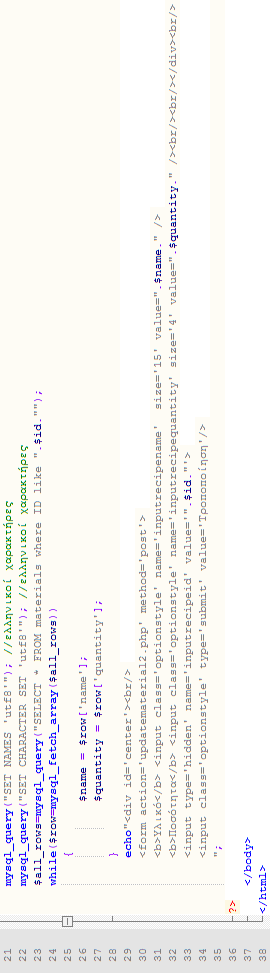 21 mysql_query("SET NAMES 'utf8'"); //ελληνικοί χαρακτήρες
22 mysql_query("SET CHARACTER SET 'utf8'"); //ελληνικοί χαρακτήρες
23 $all_rows=mysql_query("SELECT * FROM materials where ID like ".$id."");
24 while($row=mysql_fetch_array($all_rows))
25 {
26 $name = $row['name'];
27 $quantity = $row['quantity'];
28 }
29 echo"<div id='center'><br/>
30 <form action='updatematerial2.php' method='post'>
31 <b>Υλικό</b> <input class='optionstyle' name='inputrecipename' size='15' value=".$name." />
32 <b>Ποσότητα</b> <input class='optionstyle' name='inputrecipequantity' size='4' value=".$quantity." /><br/><br/></div><br/>
33 <input type='hidden' name='inputrecipeid' value='".$id."'>
34 <input class='optionstyle' type='submit' value='Τροποποίηση'/>
35 ";
36 ?>
37 </body>
38 </html>